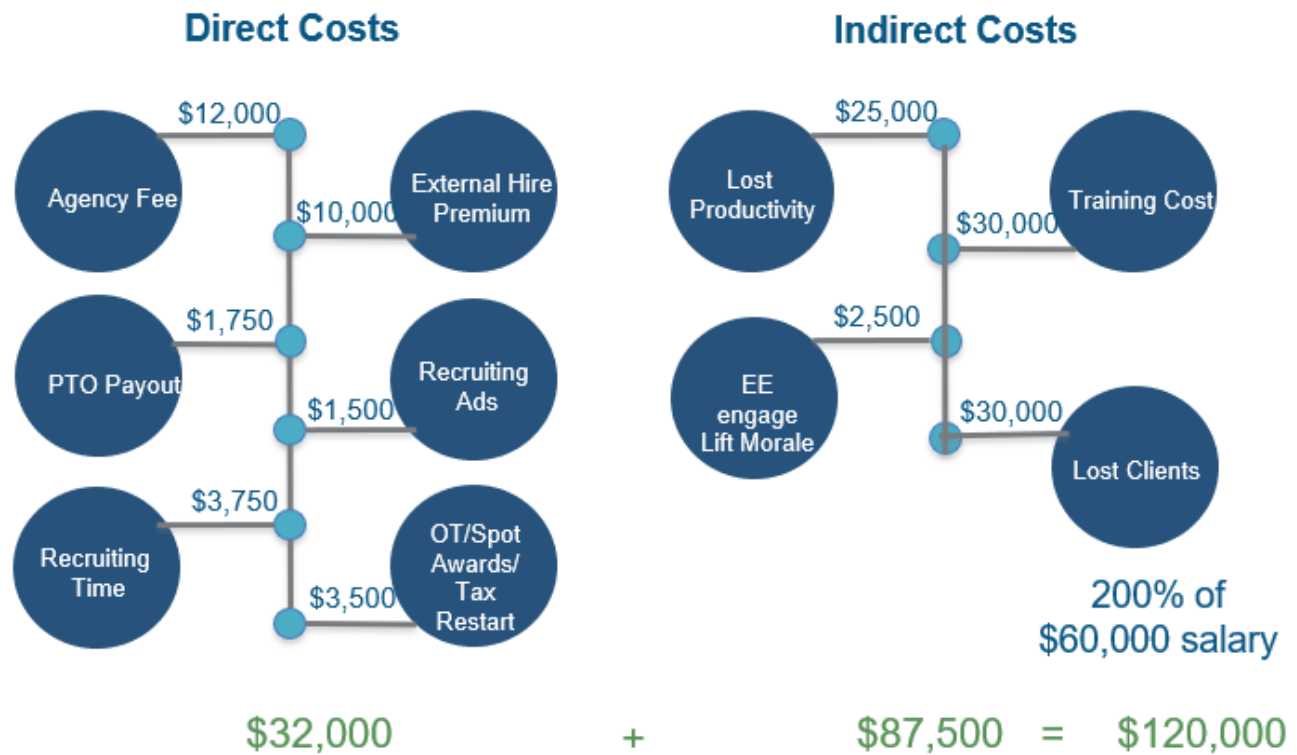 Direct Costs
Indirect Costs
$12,000
Agency Fee
$10,000
External Hire
Premium
$1,750
PTO Payout
$1,500
Recruiting
Ads
$3,750
Recruiting
Time
$3,500
OT/Spot
Awards/
Tax
Restart
$25,000
Lost
Productivity
$30,000
Training Cost
$2,500
EE
engage
Lift Morale
$30,000
Lost Clients
200% of
$60,000 salary
$32,000 + $87,500 = $120,000